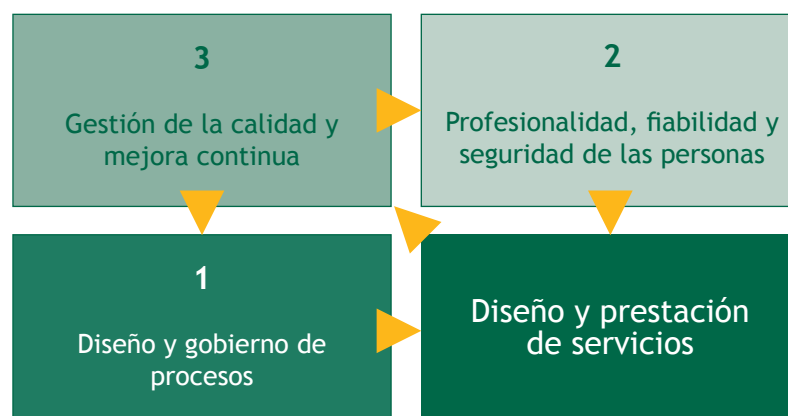 3
Gestión de la calidad y
mejora continua
2
Profesionalidad, fiabilidad y
seguridad de las personas
1
Diseño y gobierno de
procesos
Diseño y prestación
de servicios